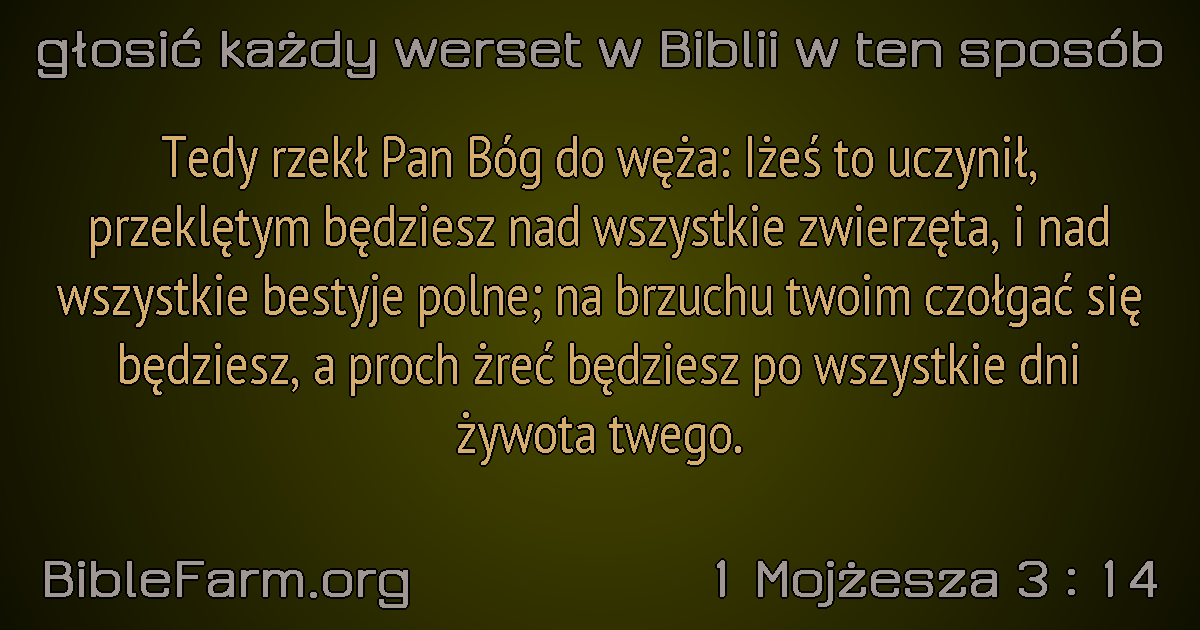 głosić każdy werset w Biblii w ten sposób
Tedy rzekł Pan Bóg do węża: Iżeś to uczynił,
przeklętym będziesz nad wszystkie zwierzęta, i nad
wszystkie bestyje polne; na brzuchu twoim czołgać się
będziesz, a proch żreć będziesz po wszystkie dni
żywota twego.
BibleFarm.org
1 Mojżesza 3 : 14